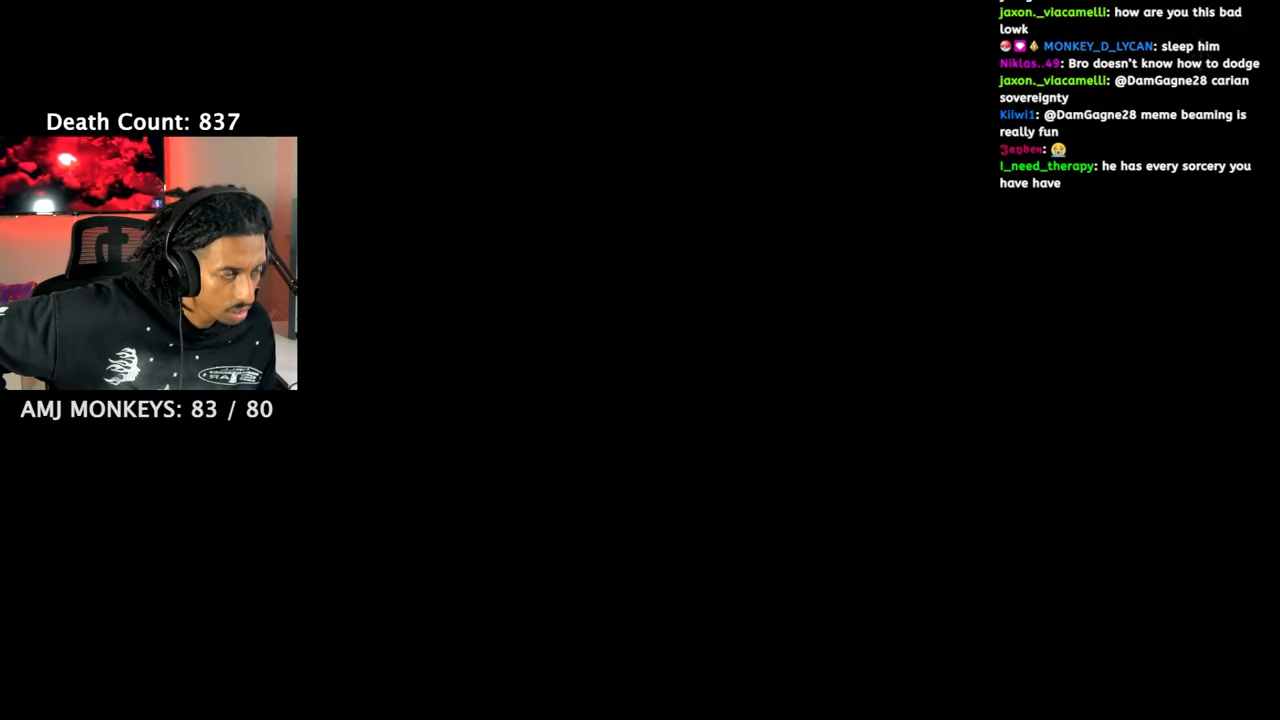 jaxon._viacamelli: how are you this bad
lowk
MONKEY_D_LYCAN: sleep him
Niklas..49: Bro doesn't know how to dodge
jaxon._viacamelli: @DamGagne28 carian
sovereignty
Kiiwi1: @DamGagne28 meme beaming is
really fun
𝕵𝖆𝖞𝖉𝖊𝖓: 😭
I_need_therapy: he has every sorcery you
have have
Death Count: 837
AMJ MONKEYS: 83 / 80